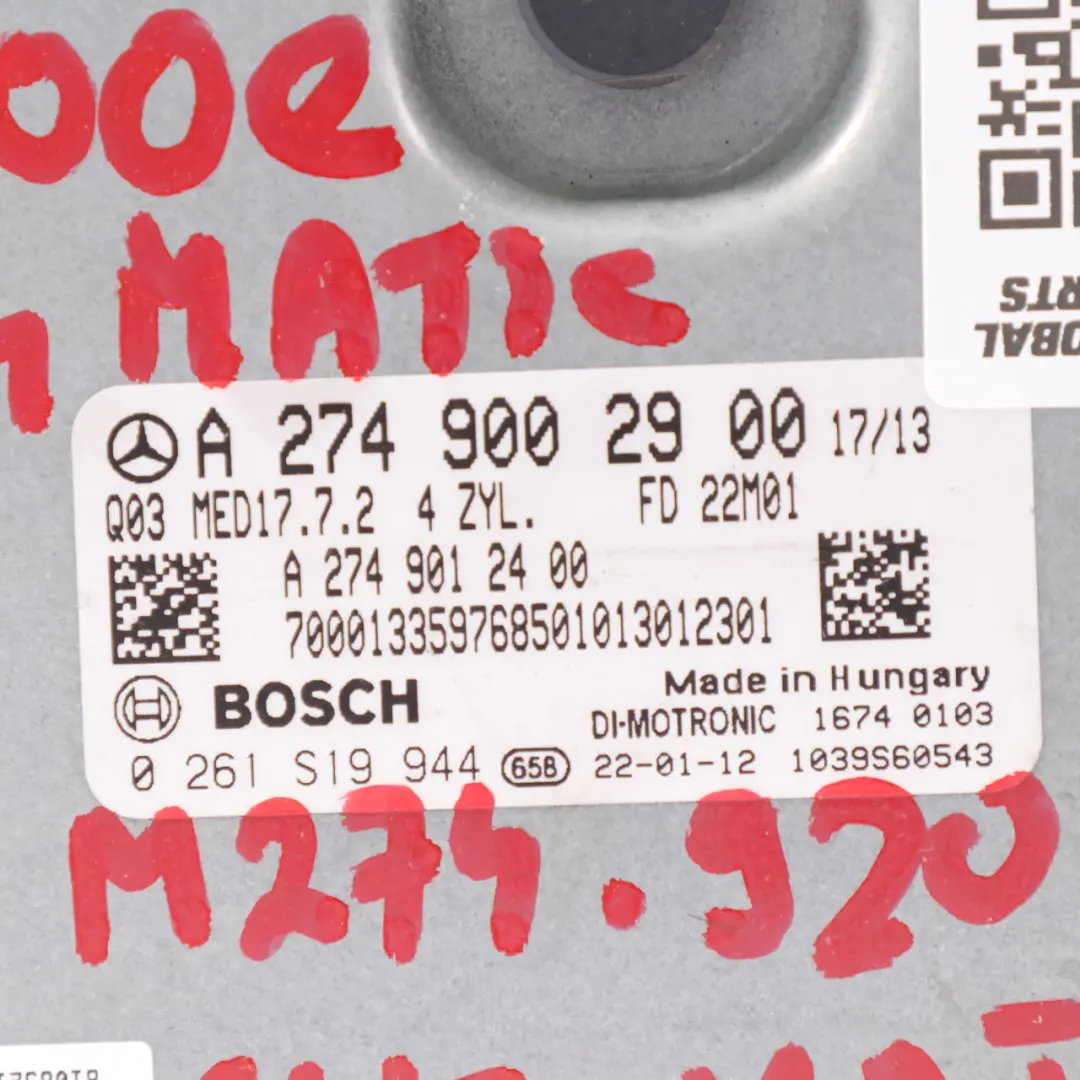 00e
MATIC
A 274 900 29 00 17/13
Q03 MED17.7.2 4 ZYL. FD 22M01
A 274 901 24 00
700013359768501013012301
BOSCH
Made in Hungary
DI-MOTRONIC 1674 0103
0 261 S19 944 658 22-01-12 1039S60543
M274.920